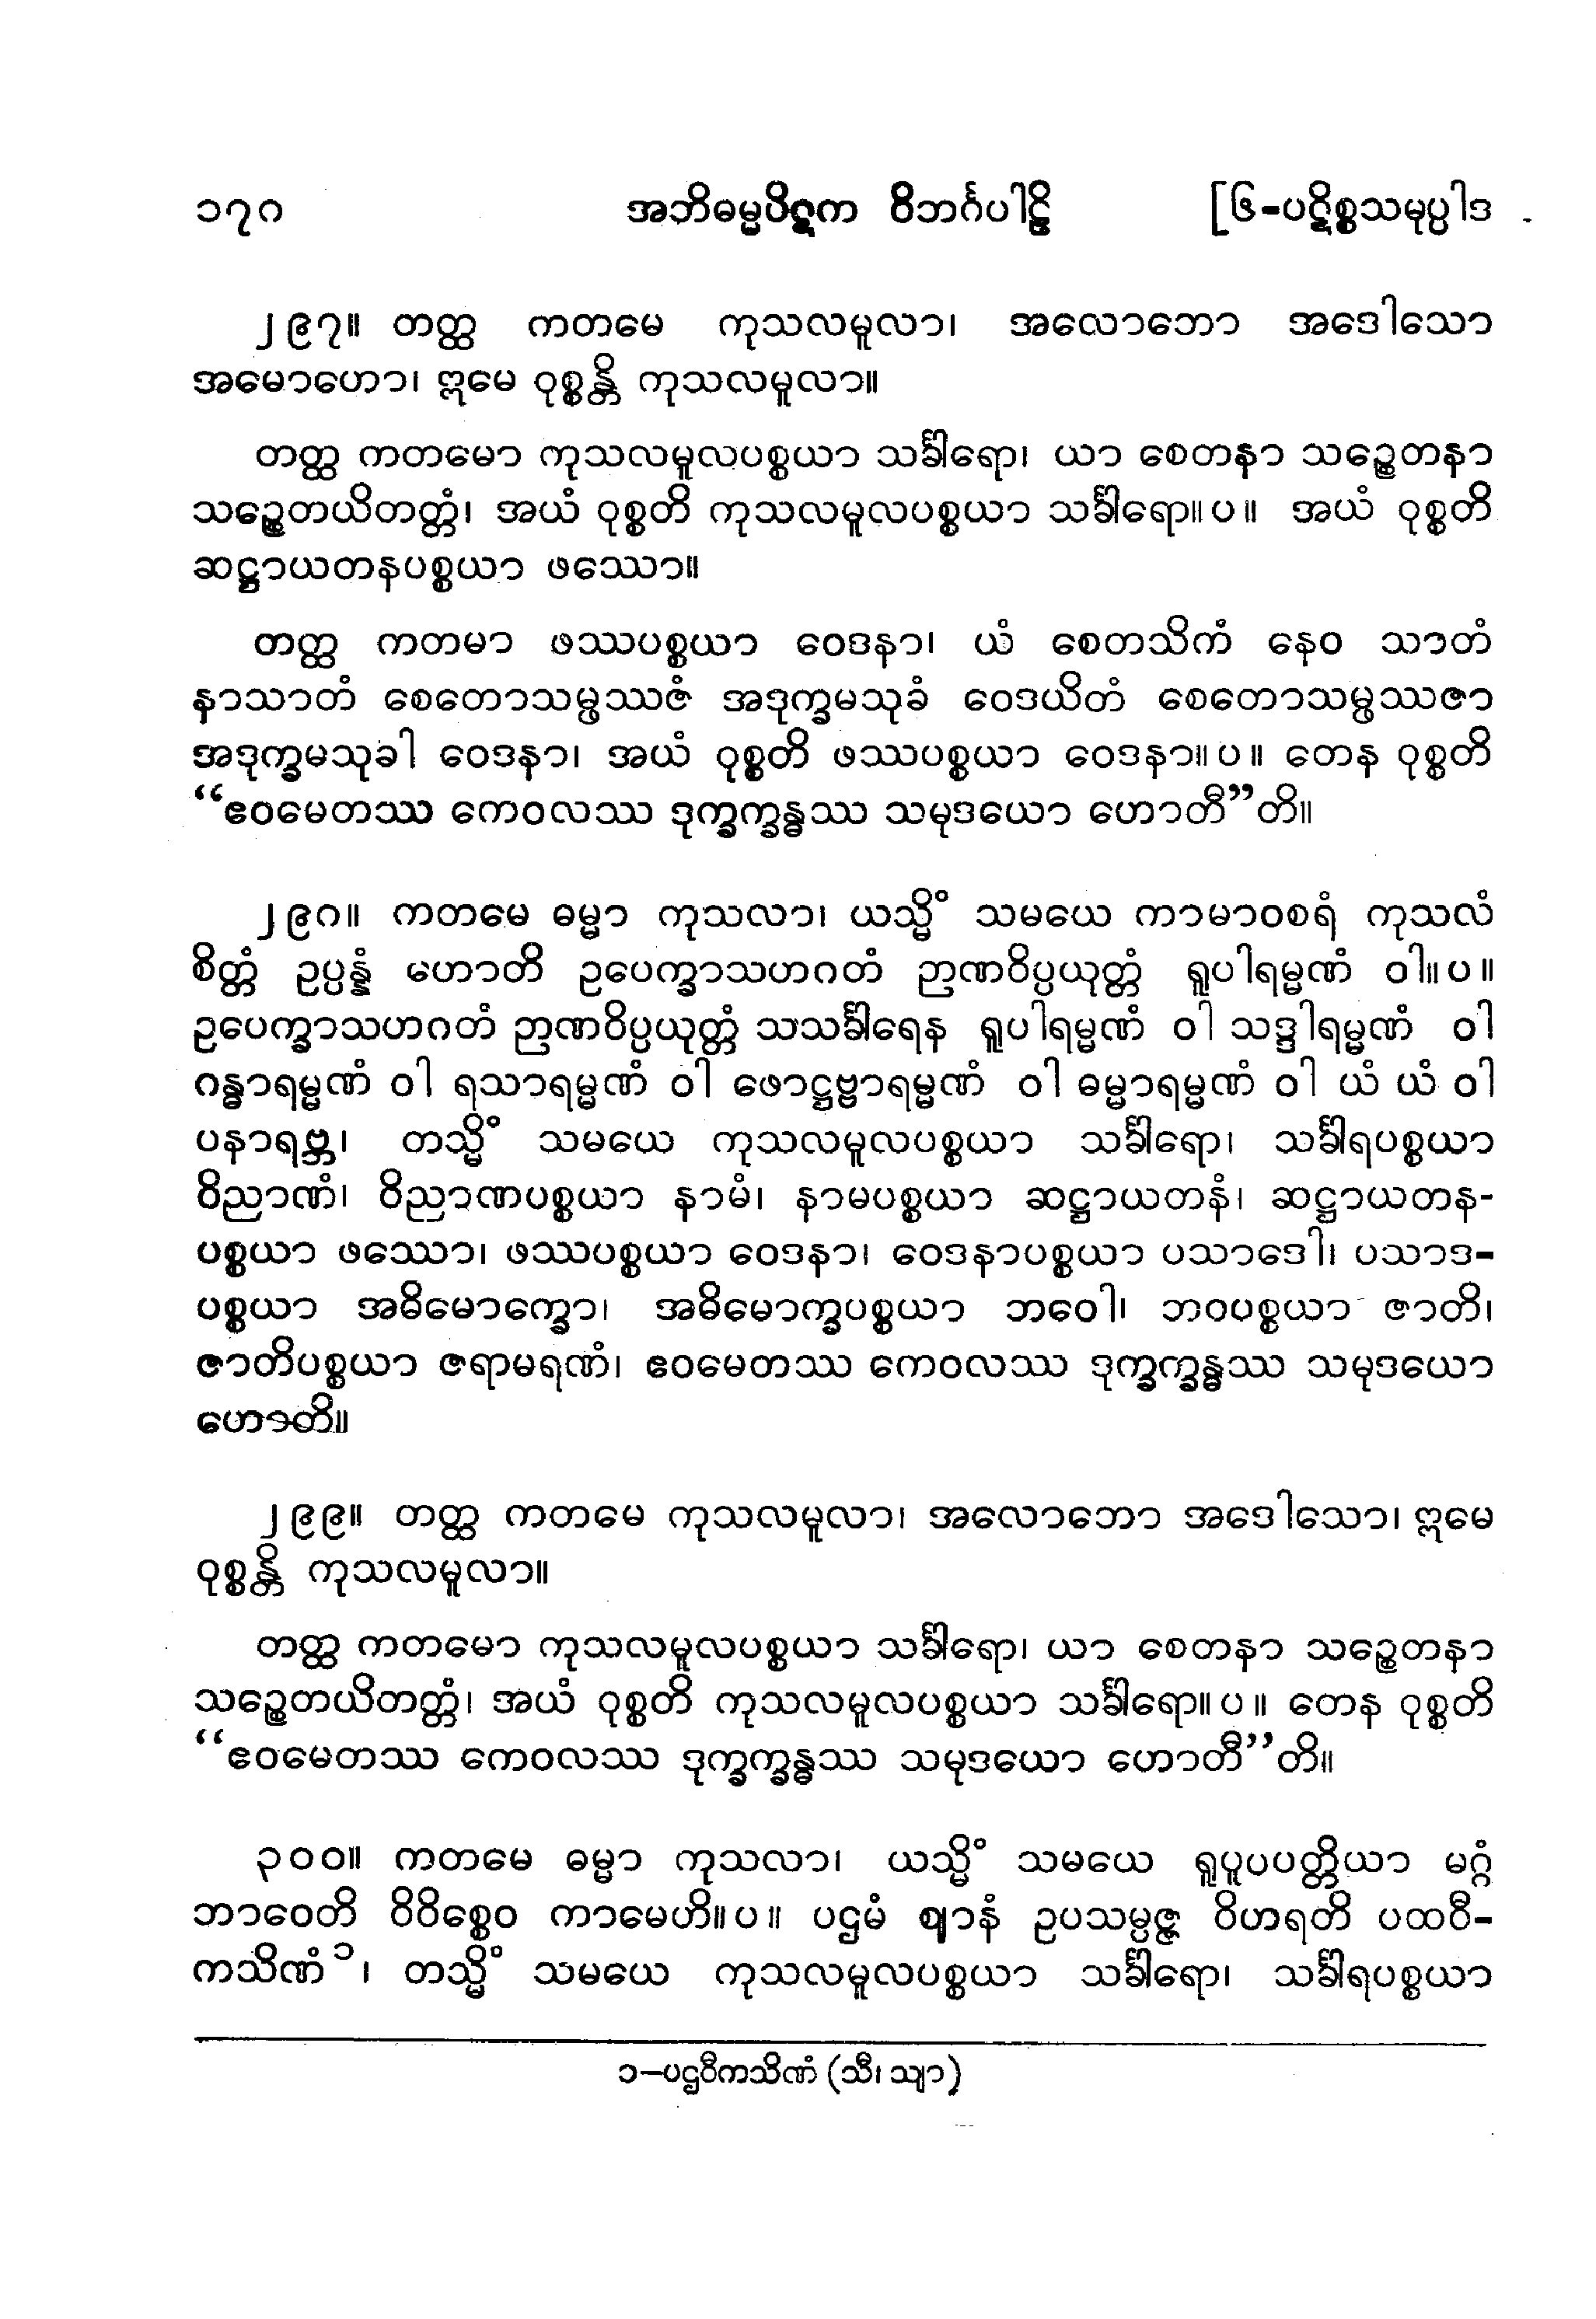 ၁၇၈ အဘိဓမ္မပိဋက ဝိဘင်္ဂပါဠိ [၆-ပဋိစ္စသမုပ္ပါဒ
၂၉၇။ တတ္ထ ကတမေ ကုသလမူလာ၊ အလောဘော အဒေါသော
အမောဟော၊ ဣမေ ဝုစ္စန္တိ ကုသလမူလာ။
တတ္ထ ကတမော ကုသလမူလပစ္စယာ သင်္ခါရော၊ ယာ စေတနာ သဉ္စေတနာ
သဉ္စေတယိတတ္တံ၊ အယံ ဝုစ္စတိ ကုသလမူလပစ္စယာ သင်္ခါရော။ပ။ အယံ ဝုစ္စတိ
ဆဋ္ဌာယတနပစ္စယာ ဖဿော။
တတ္ထ ကတမာ ဖဿပစ္စယာ ဝေဒနာ၊ ယံ စေတသိကံ နေဝ သာတံ
နာသာတံ စေတောသမ္ဖဿဇံ အဒုက္ခမသုခံ ဝေဒယိတံ စေတောသမ္ဖဿဇာ
အဒုက္ခမသုခါ ဝေဒနာ၊ အယံ ဝုစ္စတိ ဖဿပစ္စယာ ဝေဒနာ။ပ။ တေန ဝုစ္စတိ
“ဧဝမေတဿ ကေဝလဿ ဒုက္ခက္ခန္ဓဿ သမုဒယော ဟောတီ”တိ။
၂၉၈။ ကတမေ ဓမ္မာ ကုသလာ၊ ယသ္မိံ သမယေ ကာမာဝစရံ ကုသလံ
စိတ္တံ ဥပ္ပန္နံ ဟောတိ ဥပေက္ခာသဟဂတံ ဉာဏဝိပ္ပယုတ္တံ ရူပါရမ္မဏံ ဝါ။ပ။
ဥပေက္ခာသဟဂတံ ဉာဏဝိပ္ပယုတ္တံ သသင်္ခါရေန ရူပါရမ္မဏံ ဝါ သဒ္ဒါရမ္မဏံ ဝါ
ဂန္ဓာရမ္မဏံ ဝါ ရသာရမ္မဏံ ဝါ ဖောဋ္ဌဗ္ဗာရမ္မဏံ ဝါ ဓမ္မာရမ္မဏံ ဝါ ယံ ယံ ဝါ
ပနာရဗ္ဘ၊ တသ္မိံ သမယေ ကုသလမူလပစ္စယာ သင်္ခါရော၊ သင်္ခါရပစ္စယာ
ဝိညာဏံ၊ ဝိညာဏပစ္စယာ နာမံ၊ နာမပစ္စယာ ဆဋ္ဌာယတနံ၊ ဆဋ္ဌာယတန-
ပစ္စယာ ဖဿော၊ ဖဿပစ္စယာ ဝေဒနာ၊ ဝေဒနာပစ္စယာ ပသာဒေါ၊ ပသာဒ-
ပစ္စယာ အဓိမောက္ခော၊ အဓိမောက္ခပစ္စယာ ဘဝေါ၊ ဘဝပစ္စယာ ဇာတိ၊
ဇာတိပစ္စယာ ဇရာမရဏံ၊ ဧဝမေတဿ ကေဝလဿ ဒုက္ခက္ခန္ဓဿ သမုဒယော
ဟောတိ။
၂၉၉။ တတ္ထ ကတမေ ကုသလမူလာ၊ အလောဘော အဒေါသော၊ ဣမေ
ဝုစ္စန္တိ ကုသလမူလာ။
တတ္ထ ကတမော ကုသလမူလပစ္စယာ သင်္ခါရော၊ ယာ စေတနာ သဉ္စေတနာ
သဉ္စေတယိတတ္တံ၊ အယံ ဝုစ္စတိ ကုသလမူလပစ္စယာ သင်္ခါရော။ပ။ တေန ဝုစ္စတိ
“ဧဝမေတဿ ကေဝလဿ ဒုက္ခက္ခန္ဓဿ သမုဒယော ဟောတီ”တိ။
၃၀၀။ ကတမေ ဓမ္မာ ကုသလာ၊ ယသ္မိံ သမယေ ရူပူပပတ္တိယာ မဂ္ဂံ
ဘာဝေတိ ဝိဝိစ္စေဝ ကာမေဟိ။ပ။ ပဌမံ ဈာနံ ဥပသမ္ပဇ္ဇ ဝိဟရတိ ပထဝီ-
ကသိဏံ၁၊ တသ္မိံ သမယေ ကုသလမူလပစ္စယာ သင်္ခါရော၊ သင်္ခါရပစ္စယာ
၁–ပဌဝီကသိဏံ (သီ၊ သျာ)